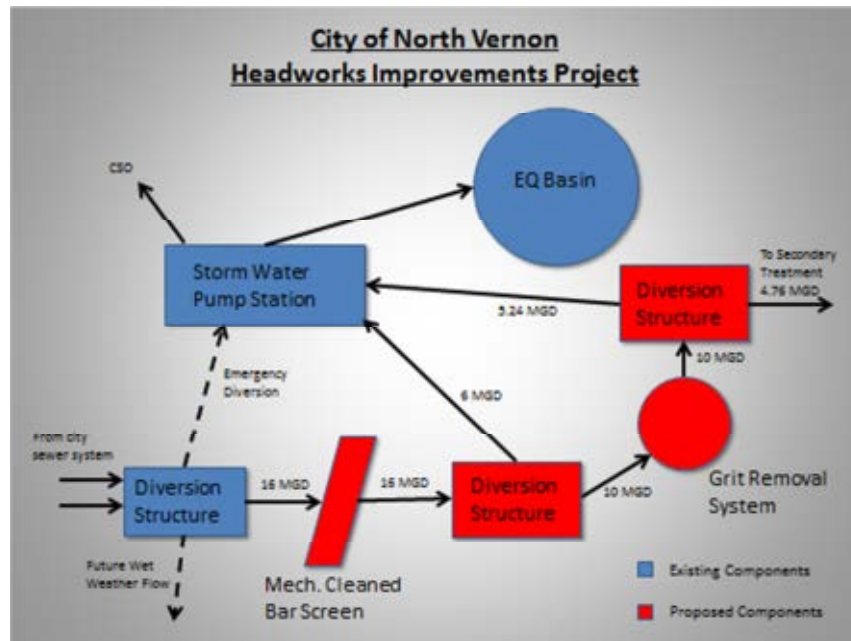 City of North Vernon
Headworks Improvements Project
CSO
EQ Basin
Storm Water
Pump Station
To Secondary
Treatment
4.76 MGD
Diversion
Structure
5.24 MGD
10 MGD
Emergency
Diversion
6 MGD
From city
sewer system
Diversion
Structure
16 MGD
16 MGD
Diversion
Structure
10 MGD
Grit Removal
System
Future Wet
Weather Flow
Mech. Cleaned
Bar Screen
Existing Components
Proposed Components